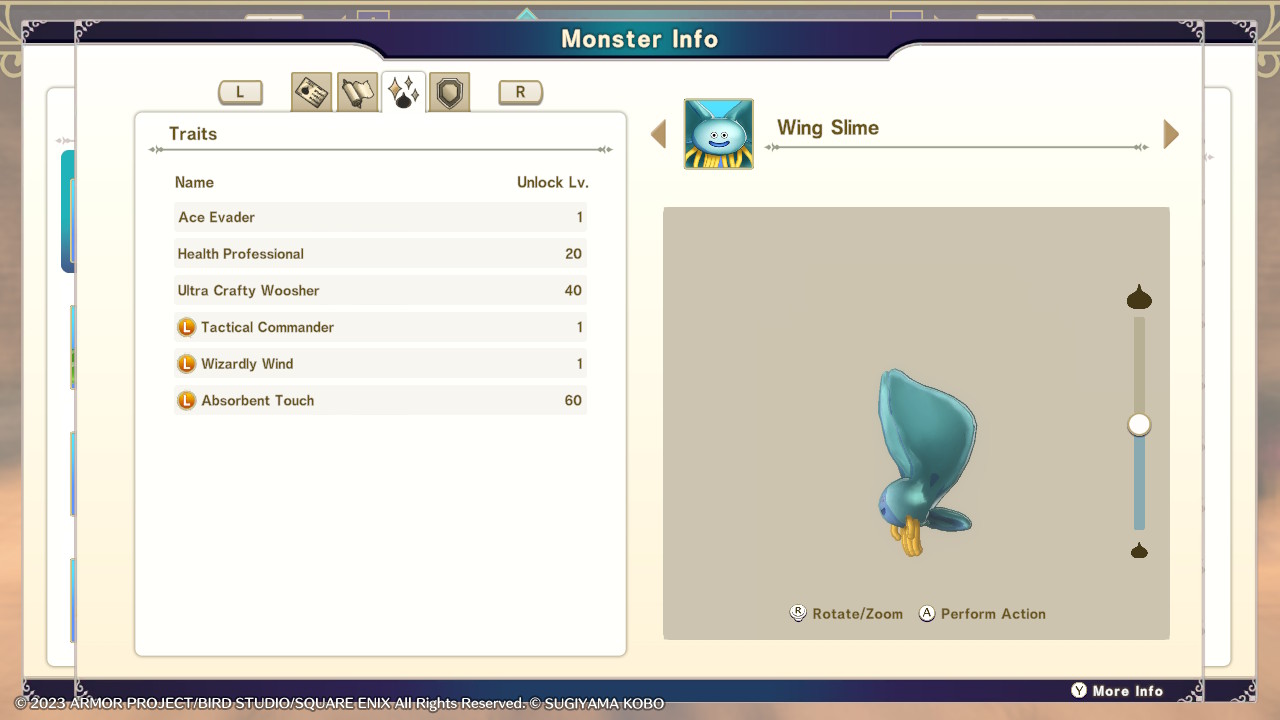 Monster Info
L
R
Traits
Name Unlock Lv.
Ace Evader 1
Health Professional 20
Ultra Crafty Woosher 40
L Tactical Commander 1
L Wizardly Wind 1
L Absorbent Touch 60
Wing Slime
R Rotate/Zoom A Perform Action
Y More Info
© 2023 ARMOR PROJECT/BIRD STUDIO/SQUARE ENIX All Rights Reserved. © SUGIYAMA KOBO